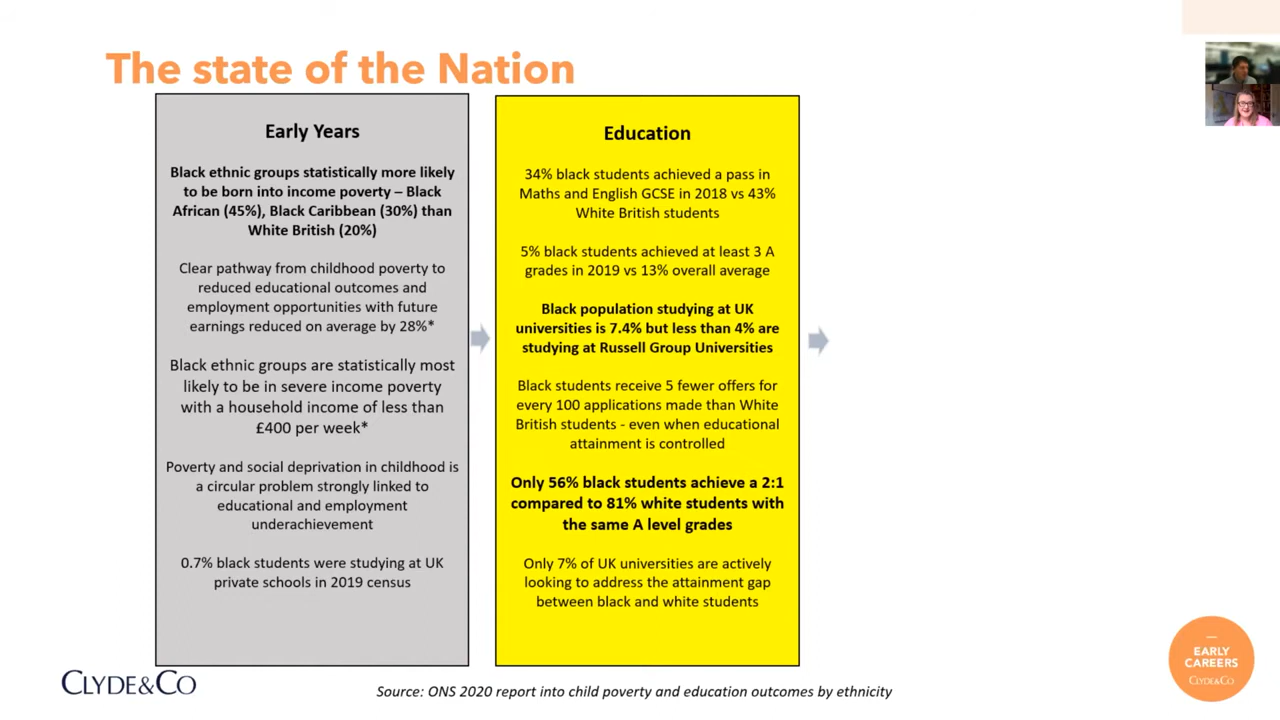 The state of the Nation
Early Years
Black ethnic groups statistically more likely
to be born into income poverty – Black
African (45%), Black Caribbean (30%) than
White British (20%)
Clear pathway from childhood poverty to
reduced educational outcomes and
employment opportunities with future
earnings reduced on average by 28%*
Black ethnic groups are statistically most
likely to be in severe income poverty
with a household income of less than
£400 per week*
Poverty and social deprivation in childhood is
a circular problem strongly linked to
educational and employment
underachievement
0.7% black students were studying at UK
private schools in 2019 census
Education
34% black students achieved a pass in
Maths and English GCSE in 2018 vs 43%
White British students
5% black students achieved at least 3 A
grades in 2019 vs 13% overall average
Black population studying at UK
universities is 7.4% but less than 4% are
studying at Russell Group Universities
Black students receive 5 fewer offers for
every 100 applications made than White
British students - even when educational
attainment is controlled
Only 56% black students achieve a 2:1
compared to 81% white students with
the same A level grades
Only 7% of UK universities are actively
looking to address the attainment gap
between black and white students
CLYDE&CO
Source: ONS 2020 report into child poverty and education outcomes by ethnicity
EARLY
CAREERS
CLYDE&CO